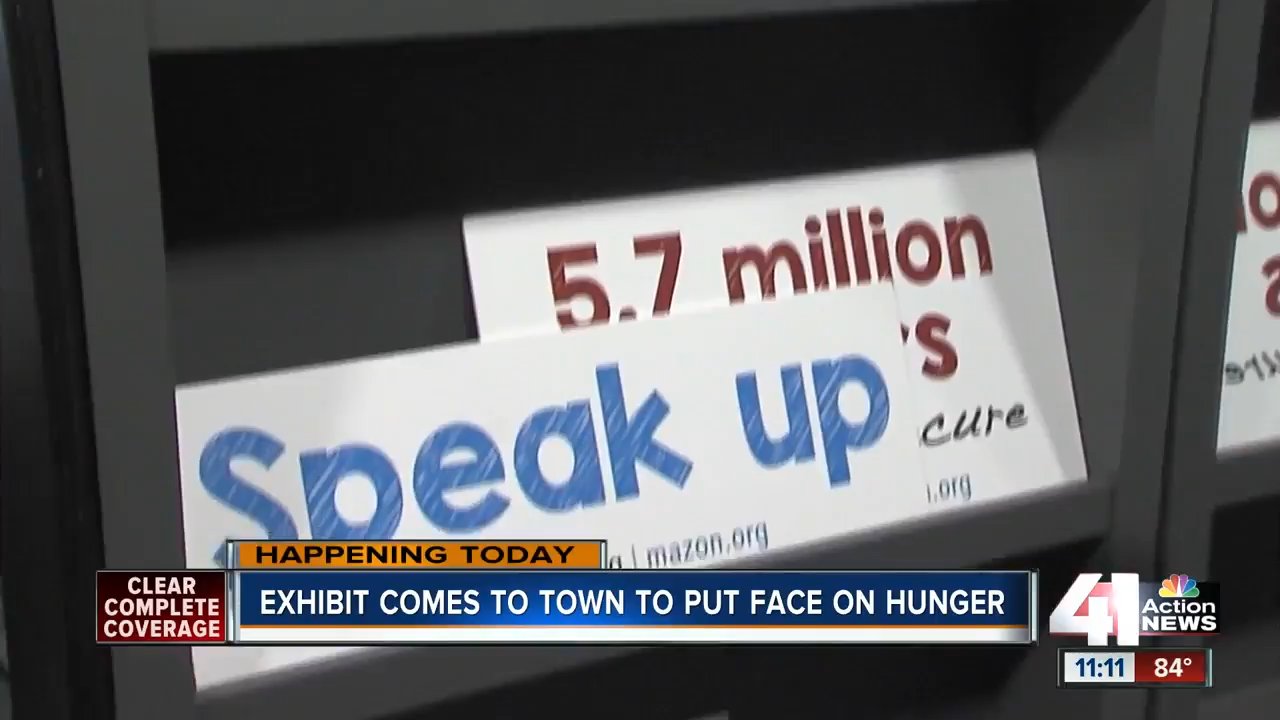 5.7 million
Speak up
cure
i.org
mazon.org
HAPPENING TODAY
CLEAR
COMPLETE
COVERAGE
EXHIBIT COMES TO TOWN TO PUT FACE ON HUNGER
41
Action
NEWS
11:11 84°